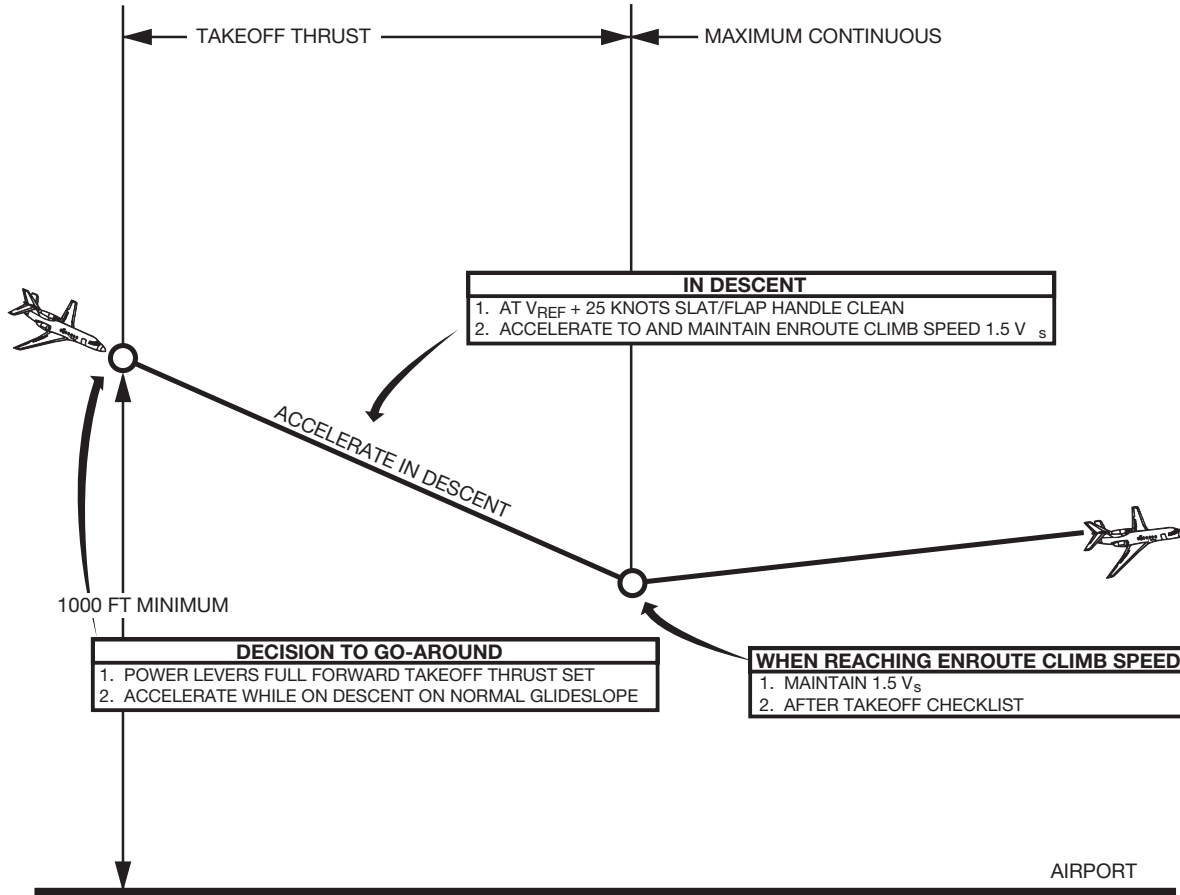 TAKEOFF THRUST
MAXIMUM CONTINUOUS
IN DESCENT
1. AT VREF + 25 KNOTS SLAT/FLAP HANDLE CLEAN
2. ACCELERATE TO AND MAINTAIN ENROUTE CLIMB SPEED 1.5 V s
ACCELERATE IN DESCENT
1000 FT MINIMUM
DECISION TO GO-AROUND
1. POWER LEVERS FULL FORWARD TAKEOFF THRUST SET
2. ACCELERATE WHILE ON DESCENT ON NORMAL GLIDESLOPE
WHEN REACHING ENROUTE CLIMB SPEED
1. MAINTAIN 1.5 Vs
2. AFTER TAKEOFF CHECKLIST
AIRPORT